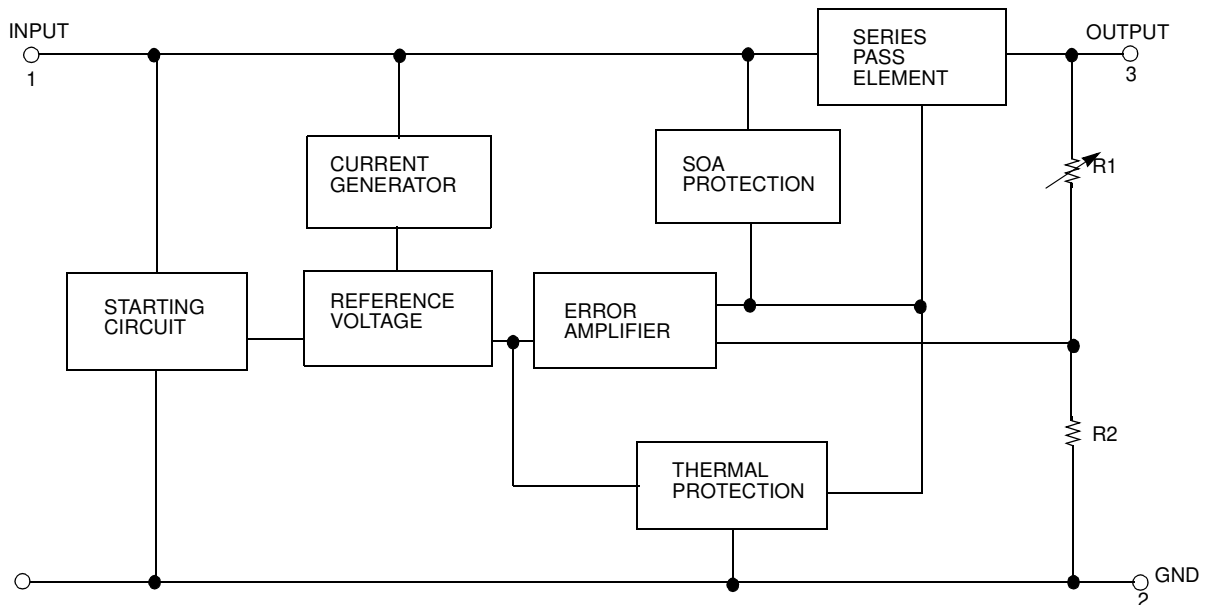 INPUT
1
SERIES
PASS
ELEMENT
OUTPUT
3
CURRENT
GENERATOR
SOA
PROTECTION
R1
STARTING
CIRCUIT
REFERENCE
VOLTAGE
ERROR
AMPLIFIER
R2
THERMAL
PROTECTION
GND
2